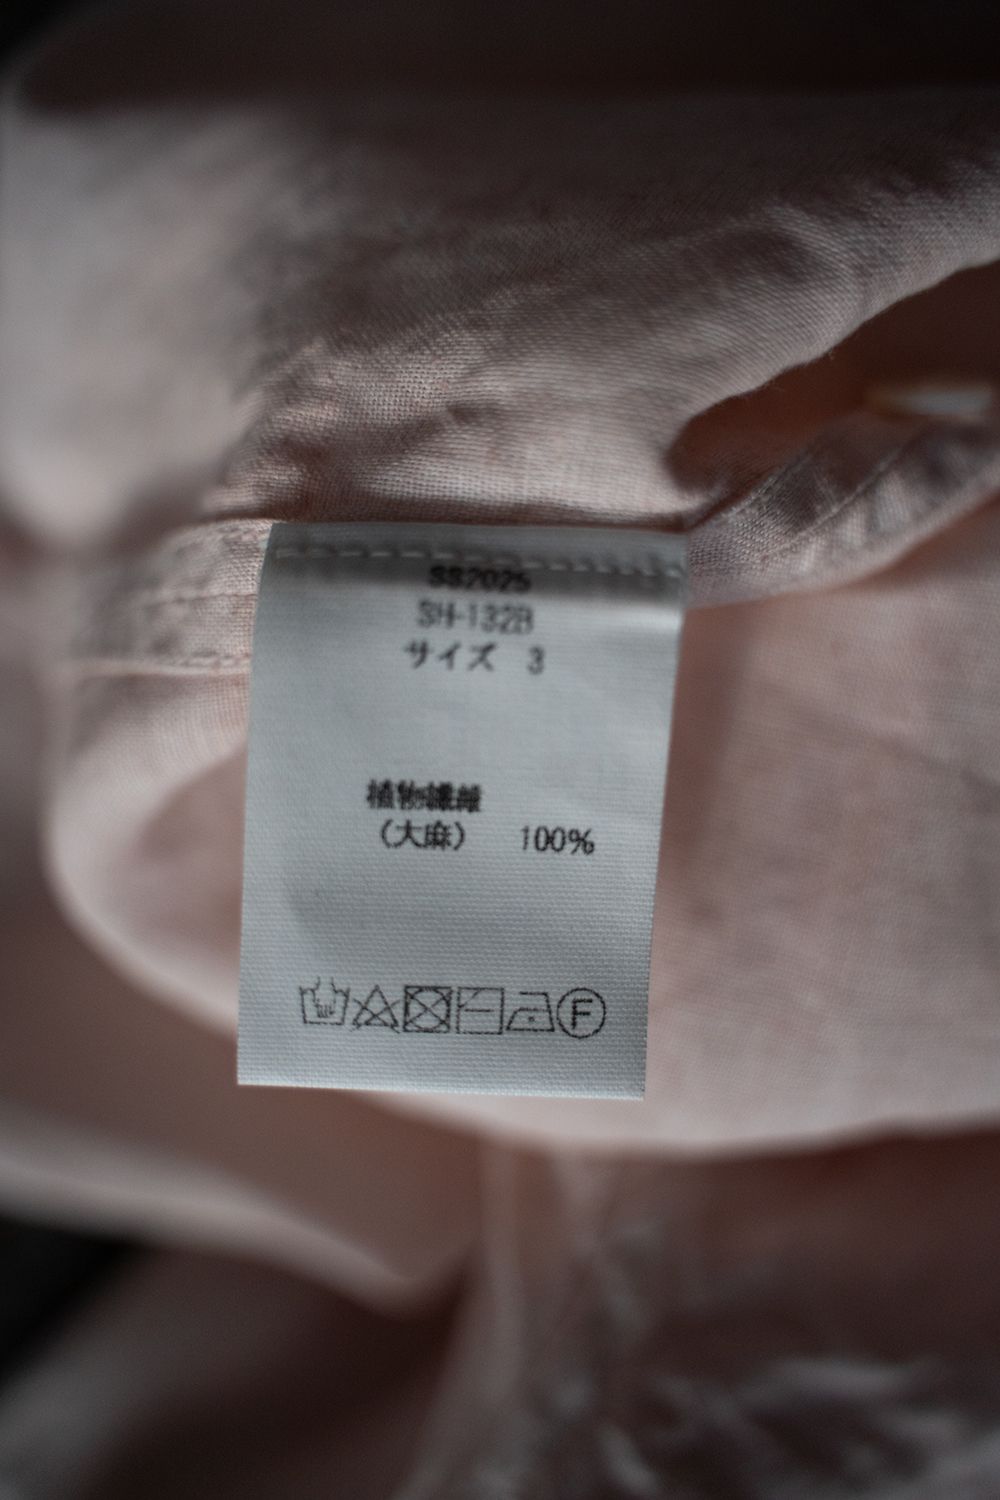 SS2025
SH-132B
サイズ 3
植物繊維
（大麻） 100%
F